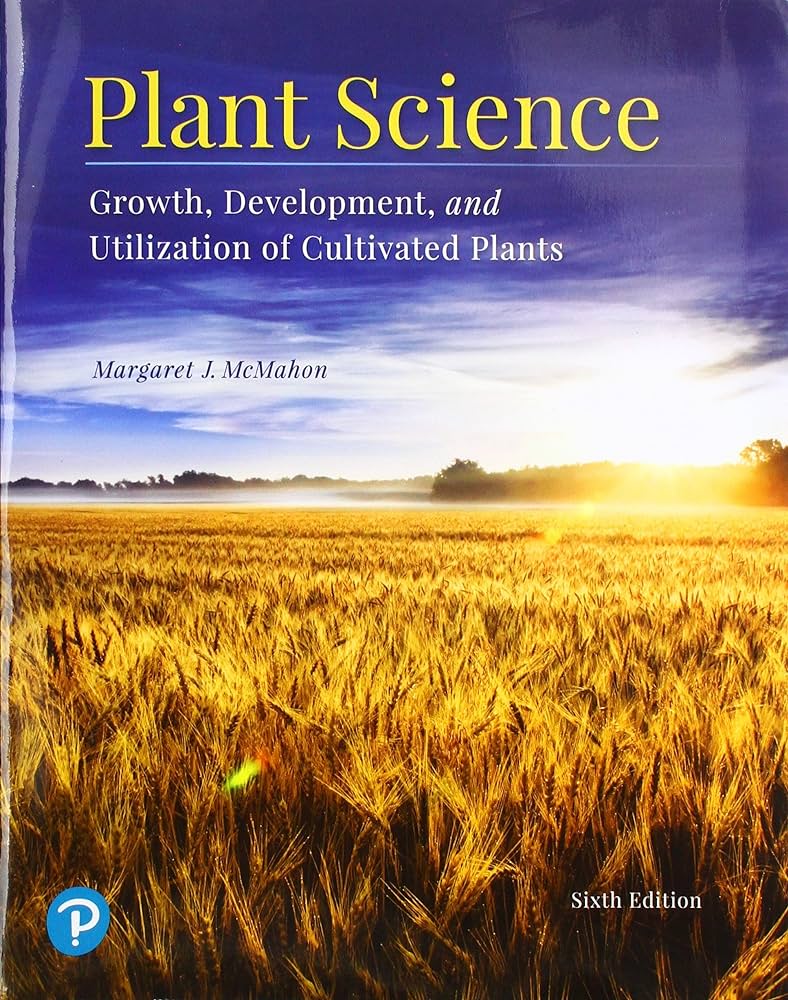 Plant Science
Growth, Development, and
Utilization of Cultivated Plants
Margaret J. McMahon
Sixth Edition
P